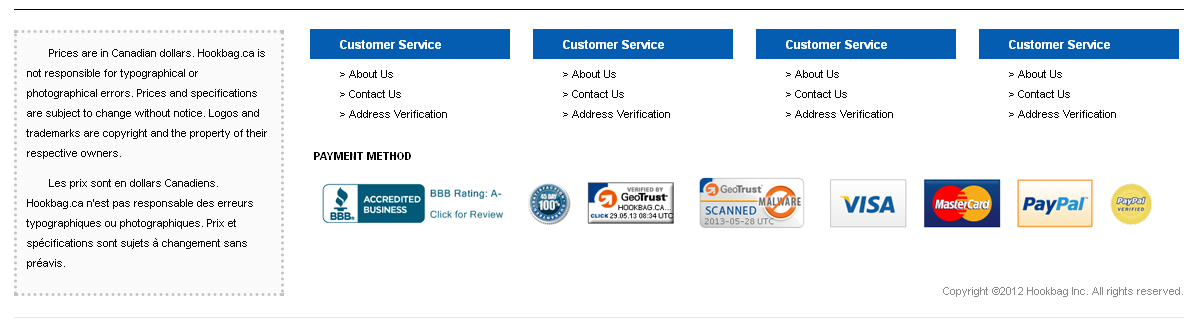 Prices are in Canadian dollars. Hookbag.ca is
not responsible for typographical or
photographical errors. Prices and specifications
are subject to change without notice. Logos and
trademarks are copyright and the property of their
respective owners.
Les prix sont en dollars Canadiens.
Hookbag.ca n'est pas responsable des erreurs
typographiques ou photographiques. Prix et
spécifications sont sujets à changement sans
préavis.
Customer Service
> About Us
> Contact Us
> Address Verification
Customer Service
> About Us
> Contact Us
> Address Verification
Customer Service
> About Us
> Contact Us
> Address Verification
Customer Service
> About Us
> Contact Us
> Address Verification
PAYMENT METHOD
BBB.
ACCREDITED
BUSINESS
BBB Rating: A-
Click for Review
45 DAY
100%
VERIFIED BY
GeoTrust
HOOKBAG.CA...
CLICK 29.05.13 08:34 UTC
GeoTrust
SCANNED
MALWARE
2013-05-28 UTC
VISA
MasterCard
PayPal
PayPal
VERIFIED
Copyright ©2012 Hookbag Inc. All rights reserved.